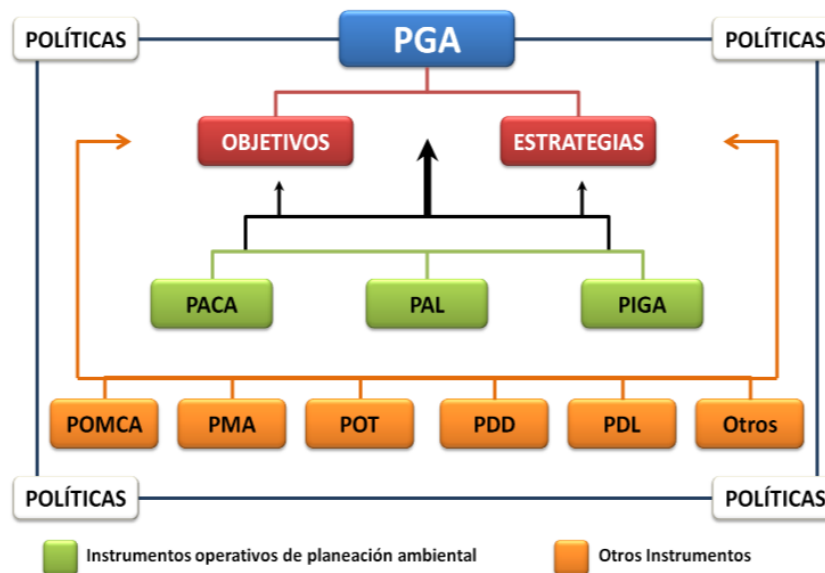 POLÍTICAS
PGA
POLÍTICAS
OBJETIVOS
ESTRATEGIAS
PACA
PAL
PIGA
POMCA
PMA
POT
PDD
PDL
Otros
POLÍTICAS
POLÍTICAS
Instrumentos operativos de planeación ambiental
Otros Instrumentos